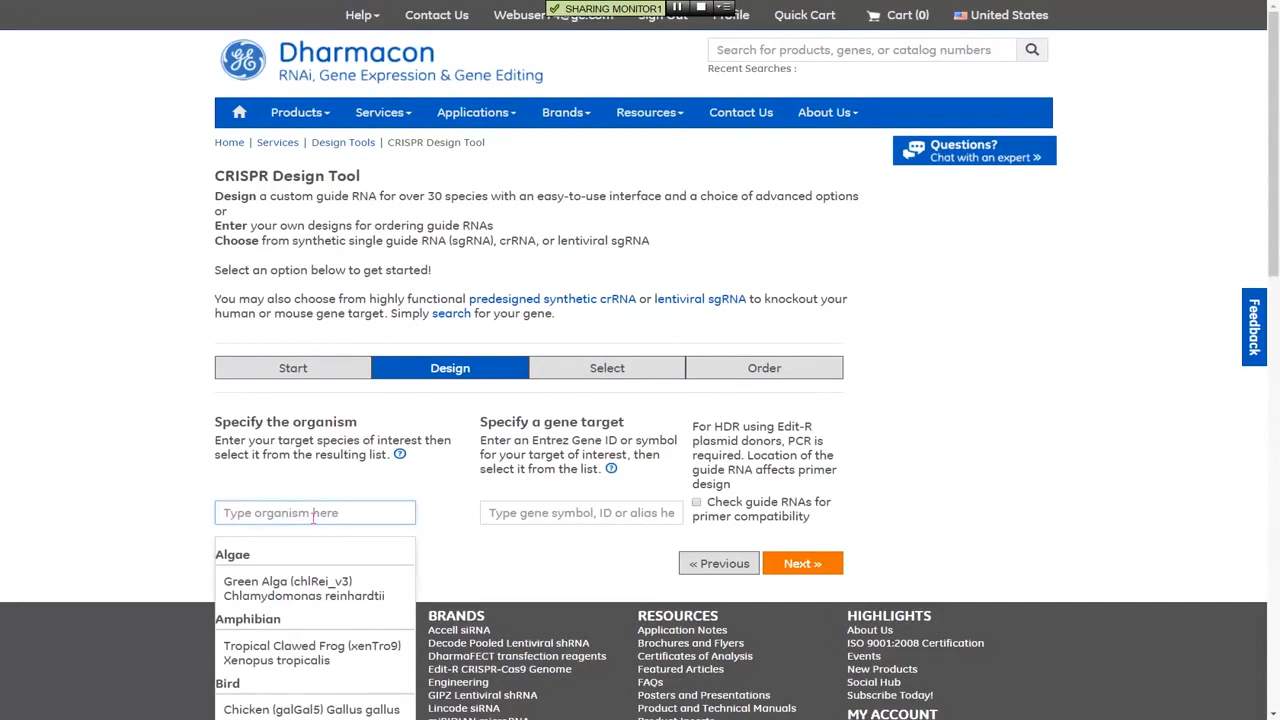 SHARING MONITOR1
Help
Contact Us
Sign Out
Profile
Quick Cart
Cart (0)
United States
Dharmacon
RNAi, Gene Expression & Gene Editing
Search for products, genes, or catalog numbers
Recent Searches :
Products
Services
Applications
Brands
Resources
Contact Us
About Us
Home | Services | Design Tools | CRISPR Design Tool
Questions?
Chat with an expert »
CRISPR Design Tool
Design a custom guide RNA for over 30 species with an easy-to-use interface and a choice of advanced options
or
Enter your own designs for ordering guide RNAs
Choose from synthetic single guide RNA (sgRNA), crRNA, or lentiviral sgRNA
Select an option below to get started!
You may also choose from highly functional predesigned synthetic crRNA or lentiviral sgRNA to knockout your
human or mouse gene target. Simply search for your gene.
Feedback
Start
Design
Select
Order
Specify the organism
Enter your target species of interest then
select it from the resulting list.
Type organism here
Specify a gene target
Enter an Entrez Gene ID or symbol
for your target of interest, then
select it from the list.
Type gene symbol, ID or alias he
For HDR using Edit-R
plasmid donors, PCR is
required. Location of the
guide RNA affects primer
design
Check guide RNAs for
primer compatibility
« Previous
Next »
Algae
Green Alga (chlRei_v3)
Chlamydomonas reinhardtii
Amphibian
Tropical Clawed Frog (xenTro9)
Xenopus tropicalis
Bird
Chicken (galGal5) Gallus gallus
BRANDS
Accell siRNA
Decode Pooled Lentiviral shRNA
DharmaFECT transfection reagents
Edit-R CRISPR-Cas9 Genome
Engineering
GIPZ Lentiviral shRNA
Lincode siRNA
RESOURCES
Application Notes
Brochures and Flyers
Certificates of Analysis
Featured Articles
FAQs
Posters and Presentations
Product and Technical Manuals
HIGHLIGHTS
About Us
ISO 9001:2008 Certification
Events
New Products
Social Hub
Subscribe Today!
MY ACCOUNT